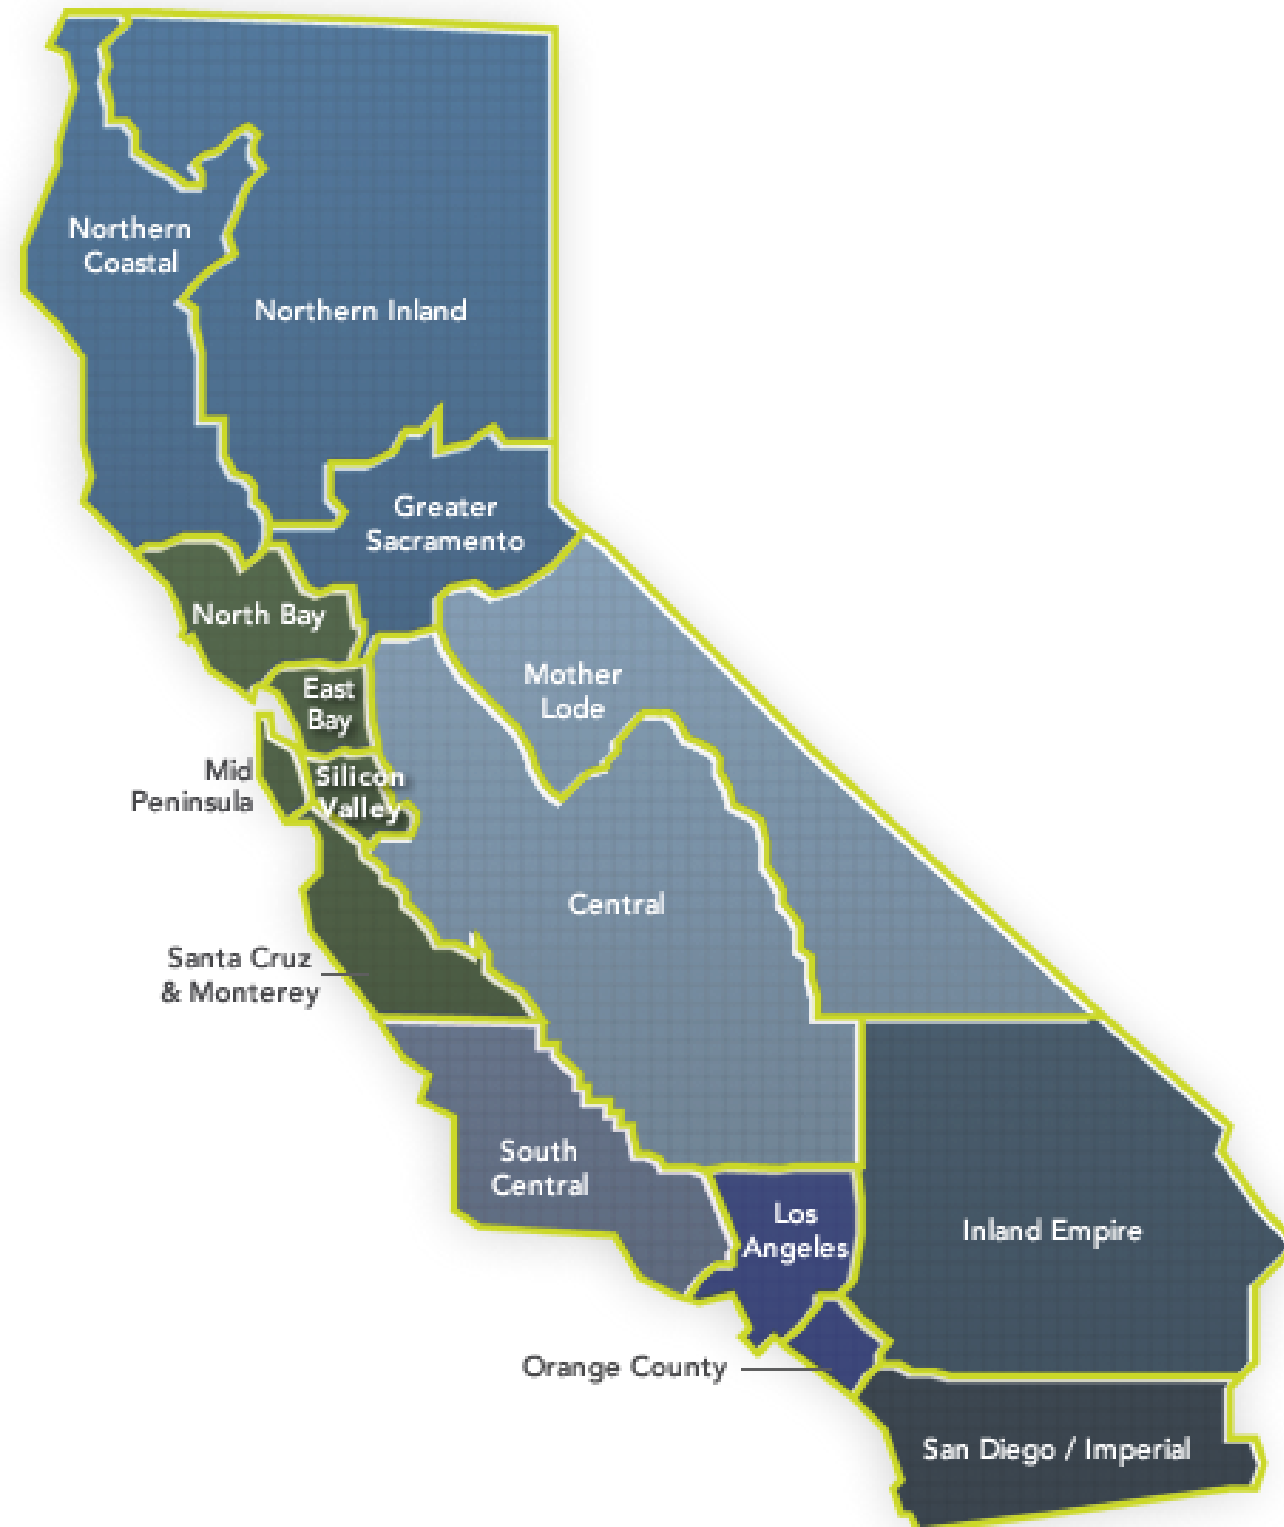 Northern
Coastal
Northern Inland
Greater
Sacramento
North Bay
East
Bay
Mother
Lode
Mid
Peninsula
Silicon
Valley
Central
Santa Cruz
& Monterey
South
Central
Los
Angeles
Inland Empire
Orange County
San Diego / Imperial